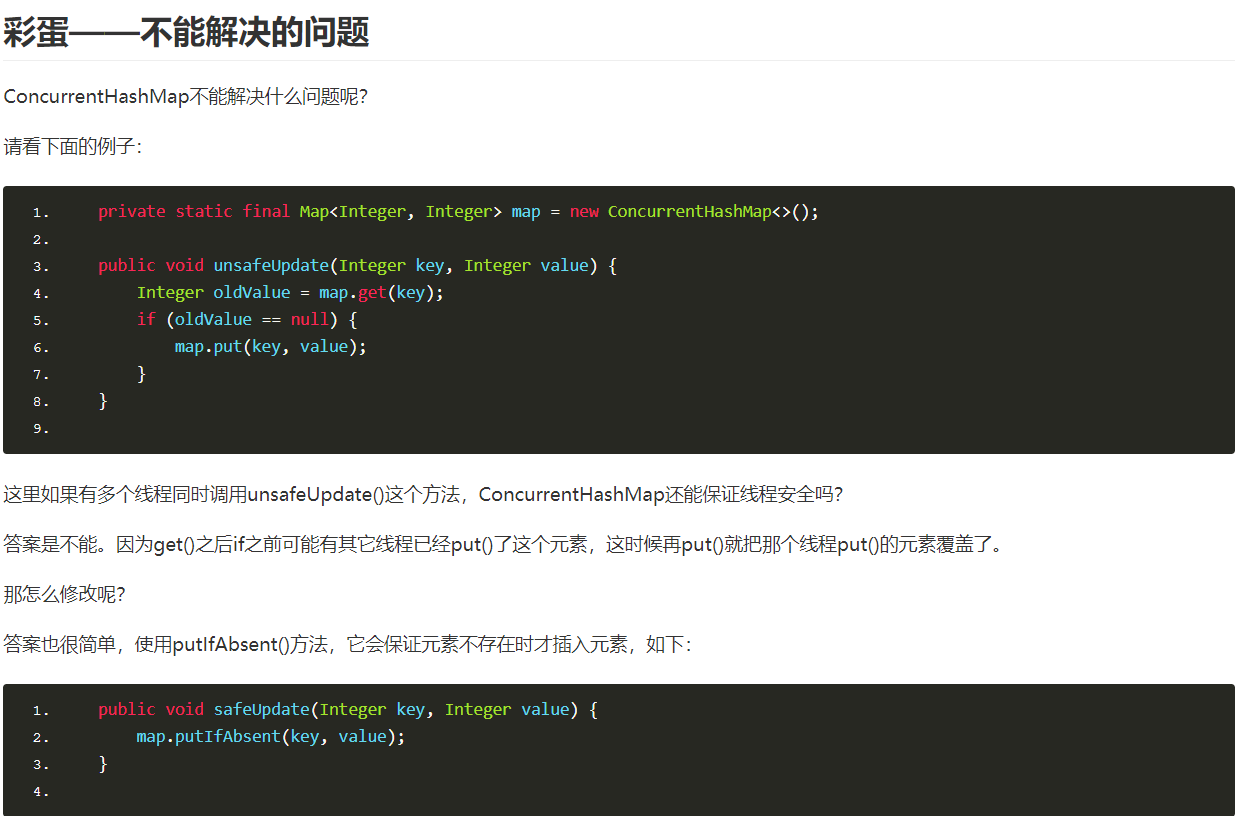 彩蛋——不能解决的问题
ConcurrentHashMap不能解决什么问题呢？
请看下面的例子：
1. private static final Map<Integer, Integer> map = new ConcurrentHashMap<>();
2.
3. public void unsafeUpdate(Integer key, Integer value) {
4. Integer oldValue = map.get(key);
5. if (oldValue == null) {
6. map.put(key, value);
7. }
8. }
9.
这里如果有多个线程同时调用unsafeUpdate()这个方法，ConcurrentHashMap还能保证线程安全吗？
答案是不能。因为get()之后if之前可能有其它线程已经put()了这个元素，这时候再put()就把那个线程put()的元素覆盖了。
那怎么修改呢？
答案也很简单，使用putIfAbsent()方法，它会保证元素不存在时才插入元素，如下：
1. public void safeUpdate(Integer key, Integer value) {
2. map.putIfAbsent(key, value);
3. }
4.